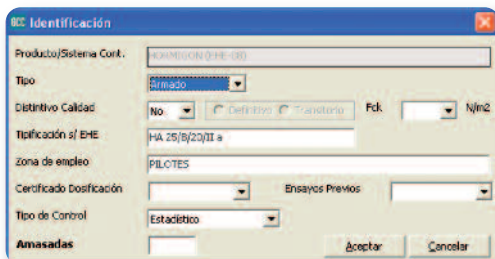 GCC Identificación
Producto/Sistema Cont. HORMIGON (EHE-08)
Tipo Armado
Distintivo Calidad No Definitivo Transitorio Fck N/m2
Tipificación s/ EHE HA 25/B/20/II a
Zona de empleo PILOTES
Certificado Dosificación Ensayos Previos
Tipo de Control Estadístico
Amasadas Aceptar Cancelar